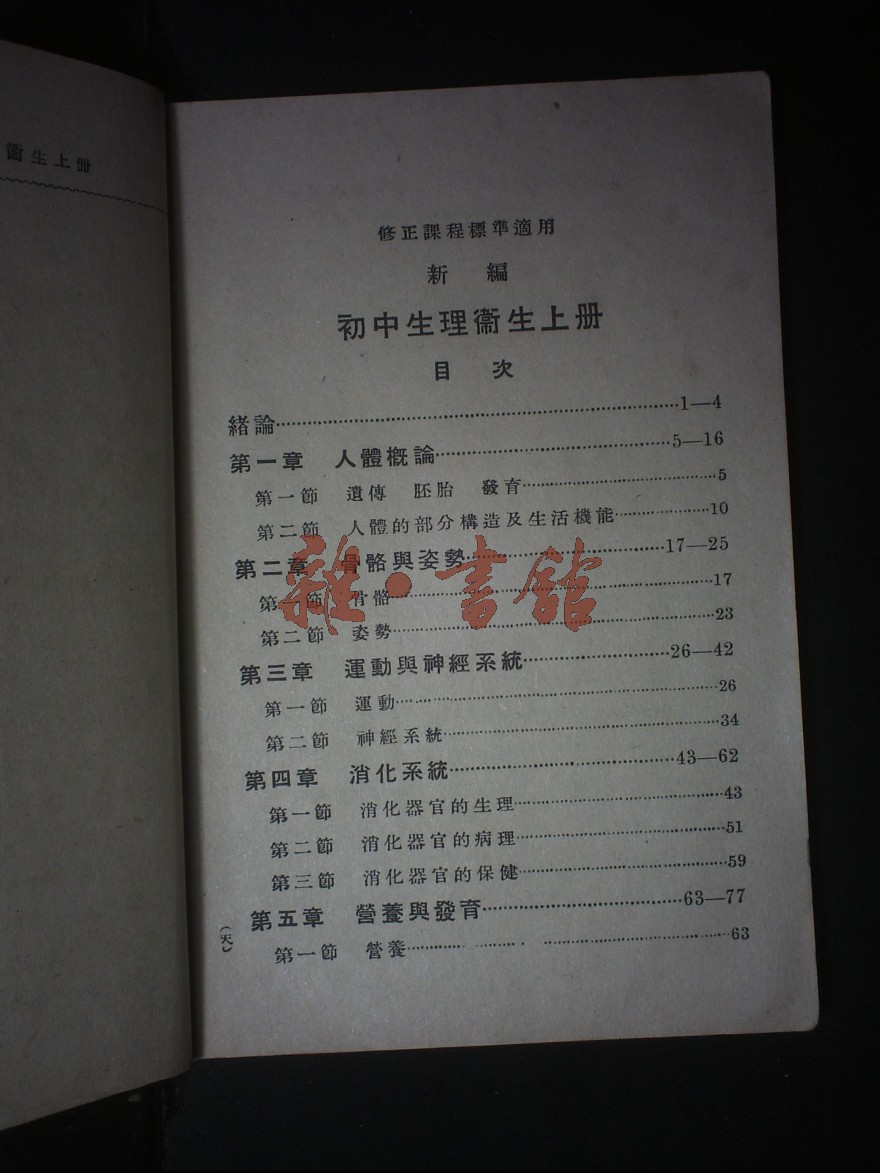 衞生上册
修正課程標準適用
新編
初中生理衞生上册
目次
緒論…1—4
第一章 人體概論…5—16
第一節 遺傳 胚胎 發育…5
第二節 人體的部分構造及生活機能…10
第二章 骨骼與姿勢…17—25
第一節 骨骼…17
第二節 姿勢…23
雜·書館
第三章 運動與神經系統…26—42
第一節 運動…26
第二節 神經系統…34
第四章 消化系統…43—62
第一節 消化器官的生理…43
第二節 消化器官的病理…51
第三節 消化器官的保健…59
第五章 營養與發育…63—77
第一節 營養…63
(天)